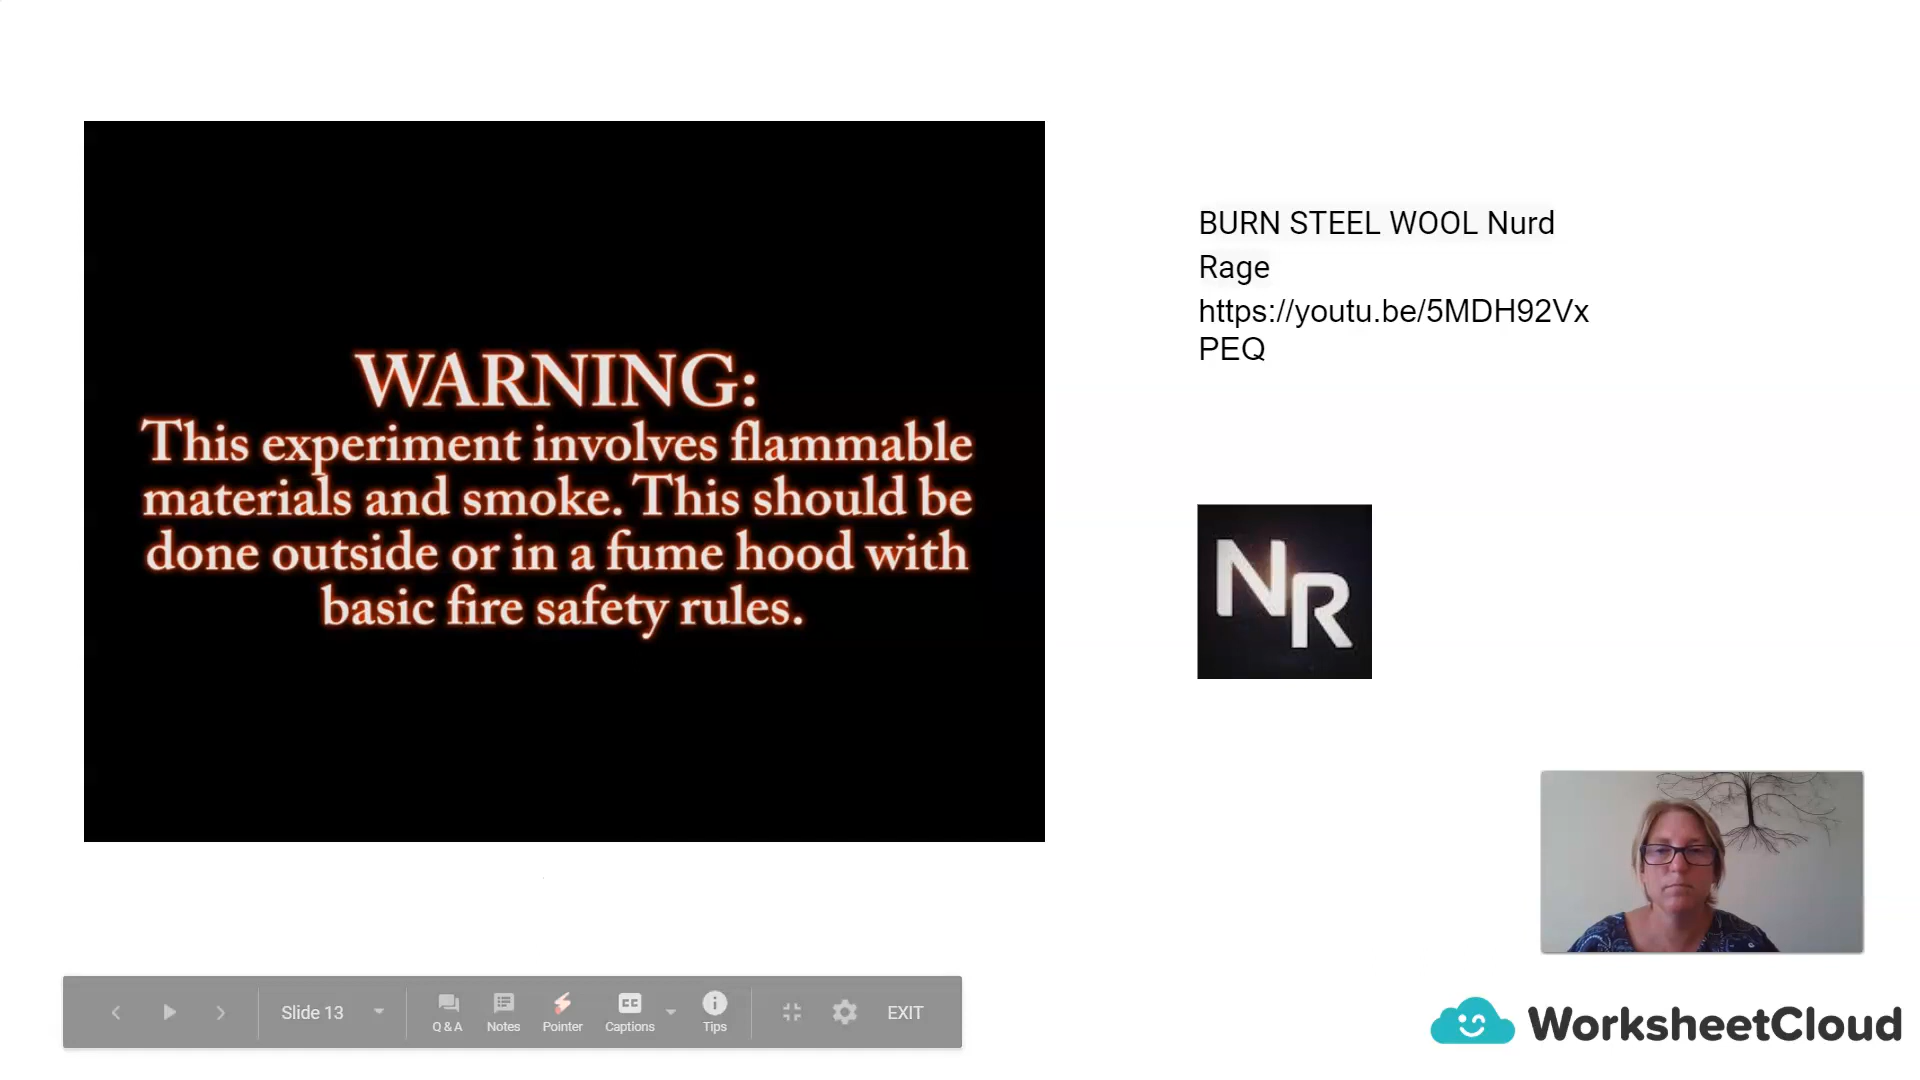 WARNING:
This experiment involves flammable
materials and smoke. This should be
done outside or in a fume hood with
basic fire safety rules.
BURN STEEL WOOL Nurd
Rage
https://youtu.be/5MDH92Vx
PEQ
NR
Slide 13
Q & A
Notes
Pointer
CC
Captions
Tips
EXIT
WorksheetCloud